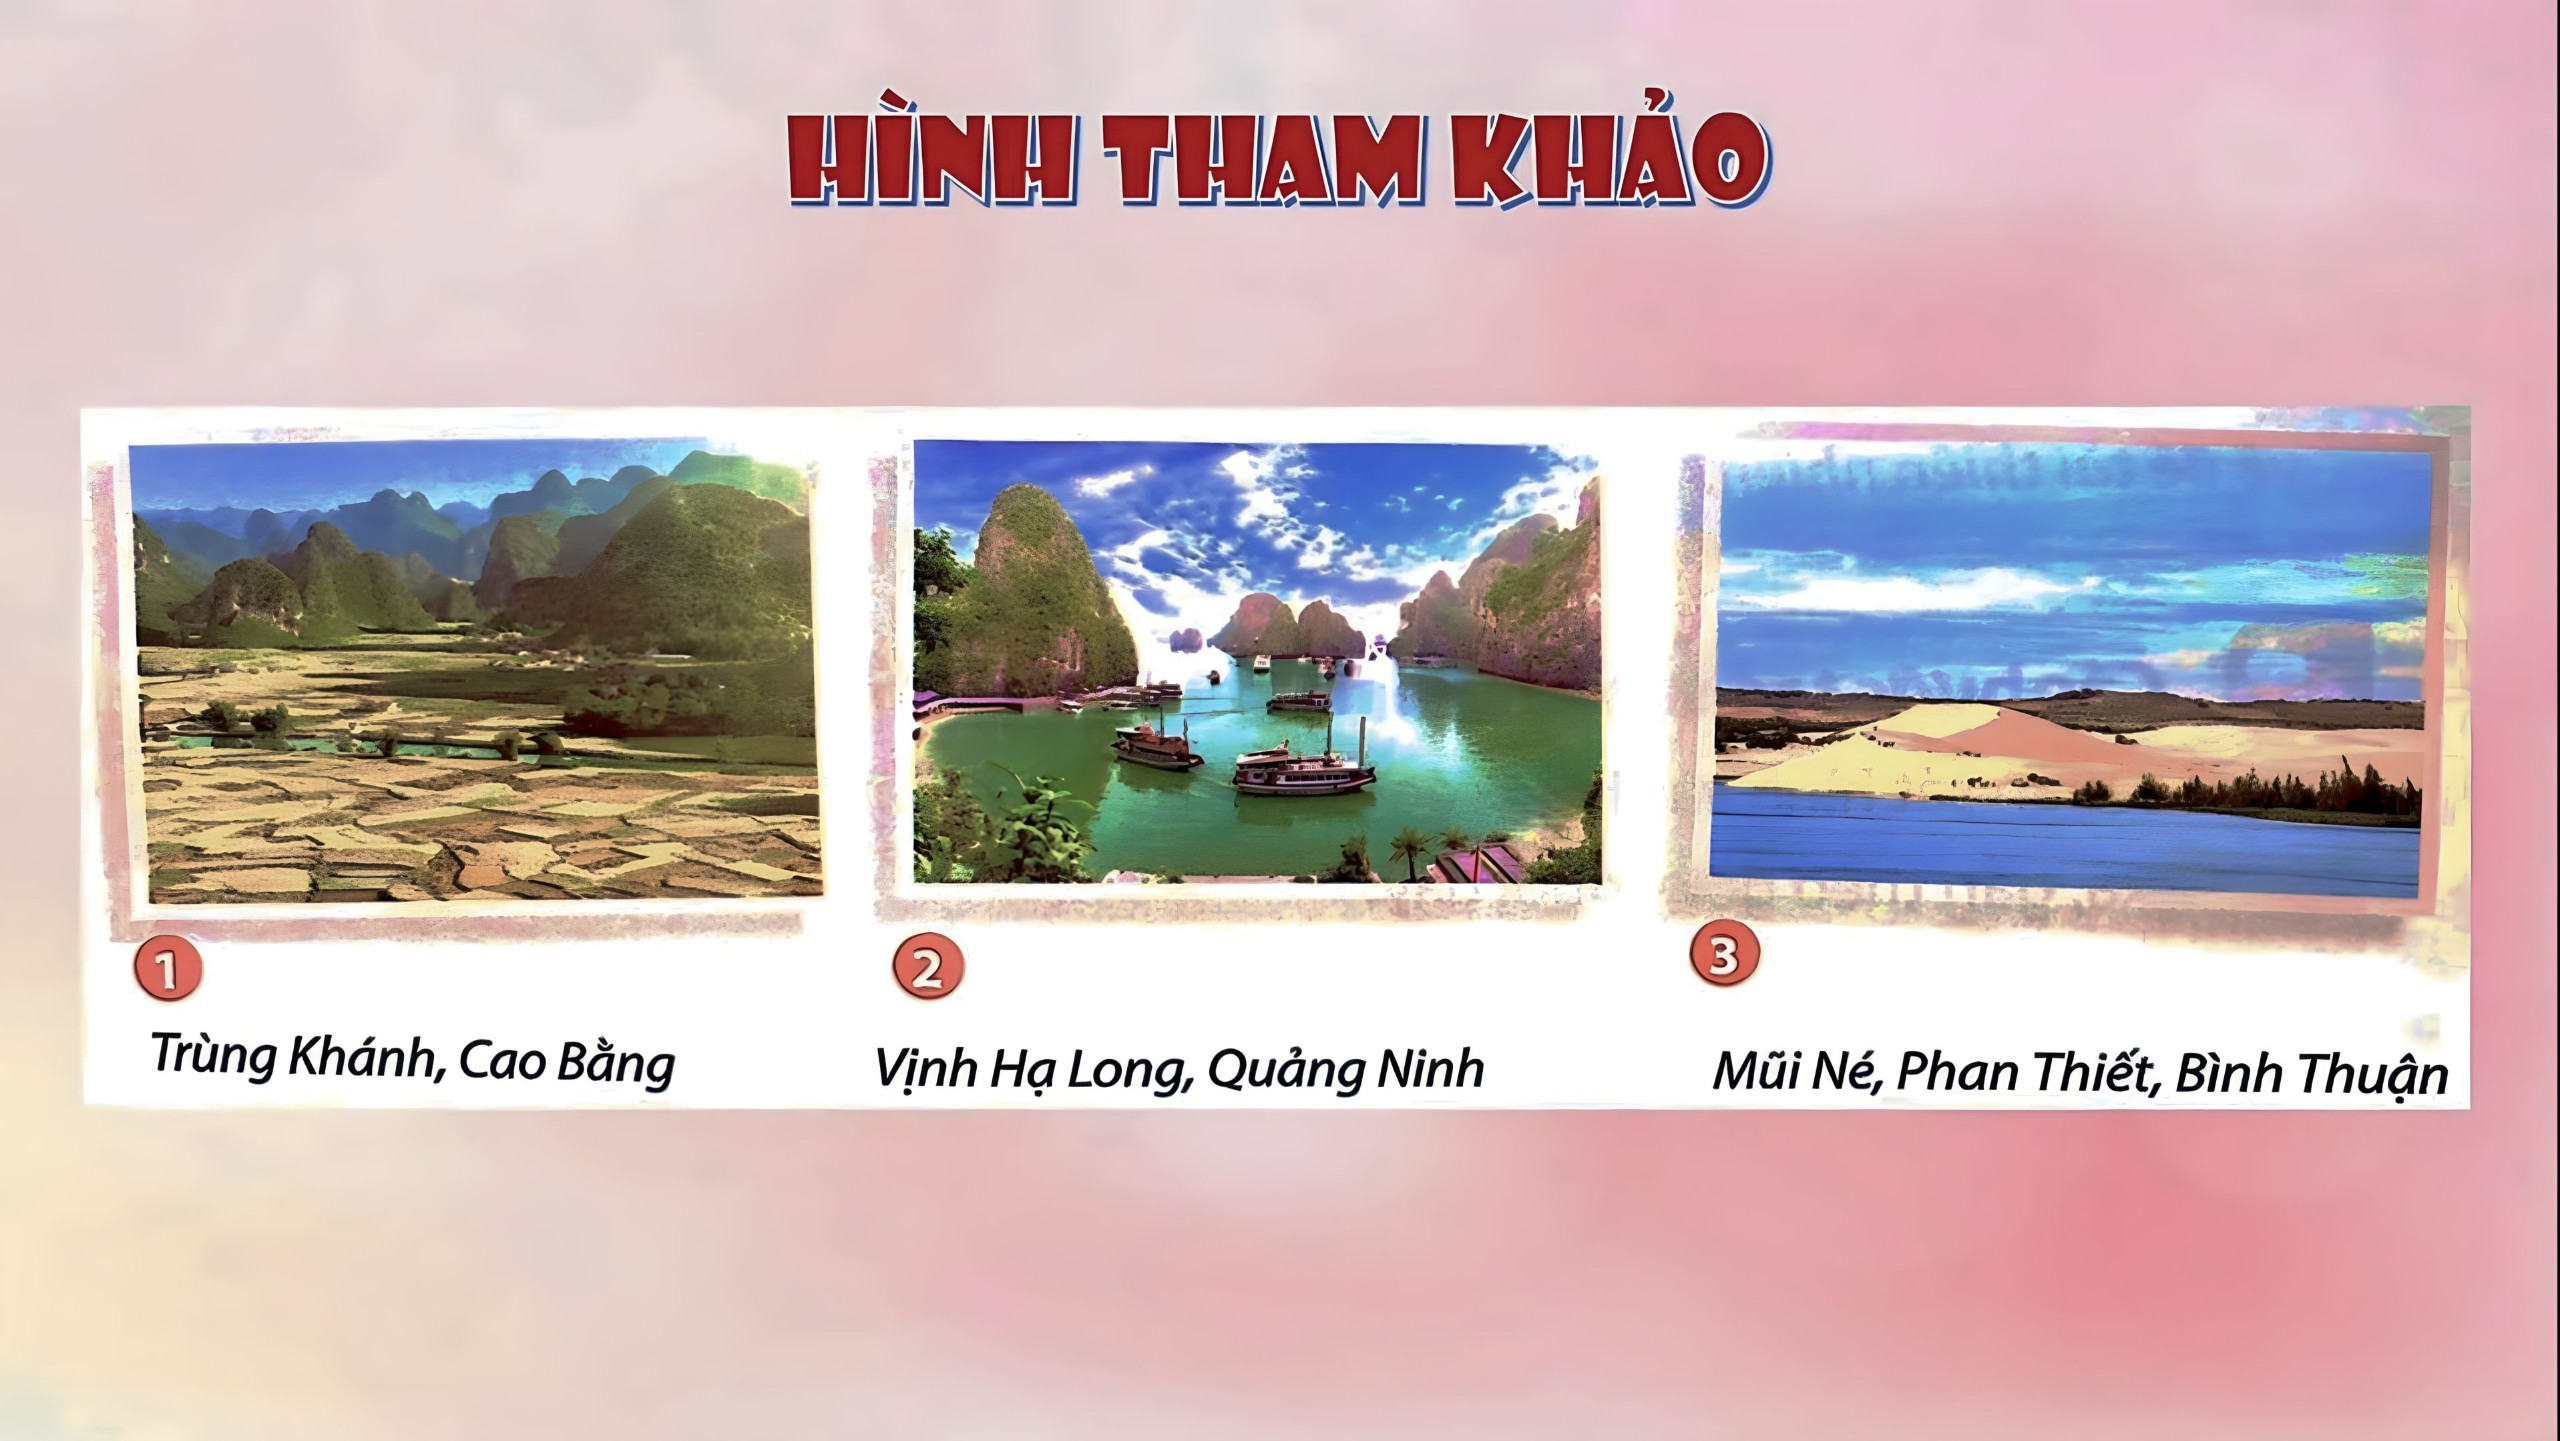 HÌNH THAM KHẢO
1
2
3
Trùng Khánh, Cao Bằng
Vịnh Hạ Long, Quảng Ninh
Mũi Né, Phan Thiết, Bình Thuận